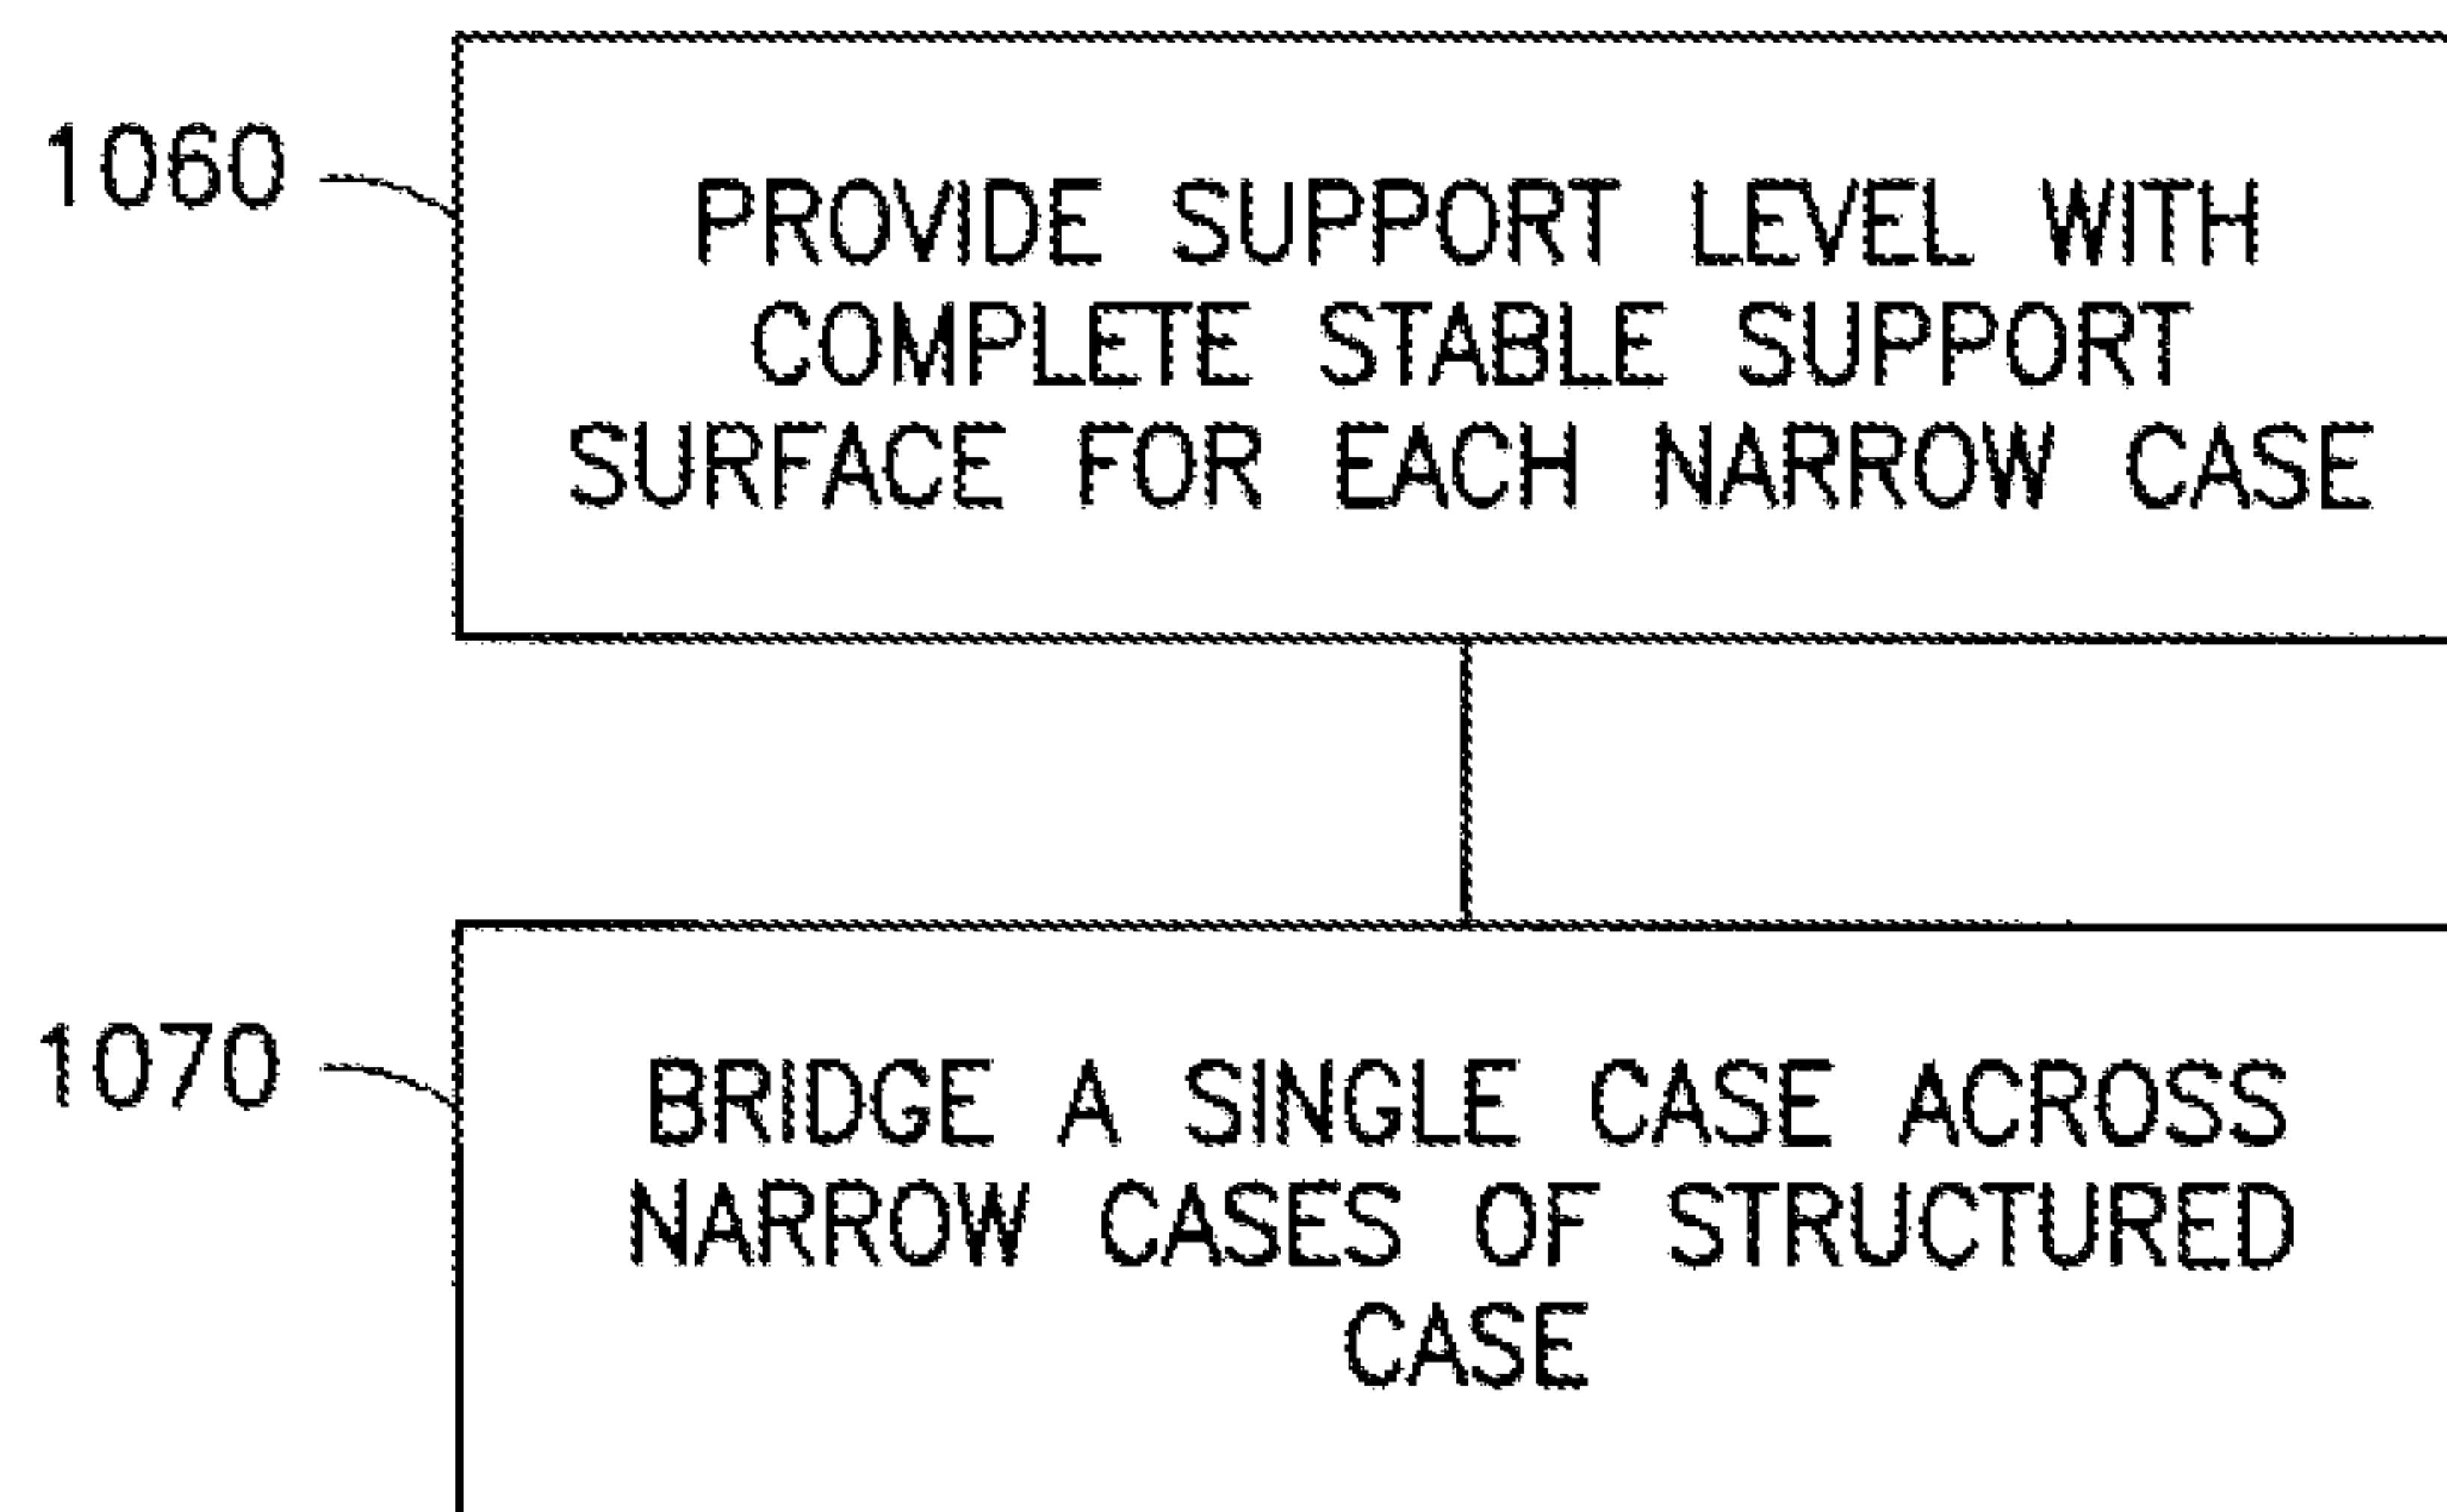 1060
PROVIDE SUPPORT LEVEL WITH
COMPLETE STABLE SUPPORT
SURFACE FOR EACH NARROW CASE
1070
BRIDGE A SINGLE CASE ACROSS
NARROW CASES OF STRUCTURED
CASE